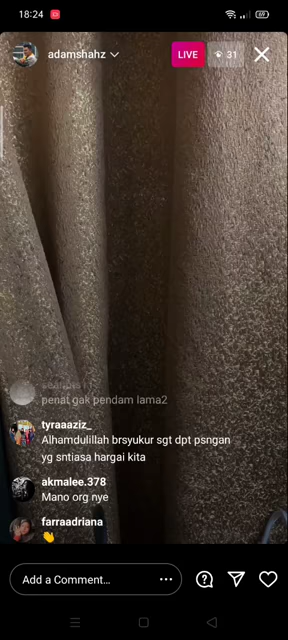 18:24
69
adamshahz
LIVE
31
penat gak pendam lama2
tyraaaziz_
Alhamdulillah brsyukur sgt dpt psngan
yg sntiasa hargai kita
akmalee.378
Mano org nye
farraadriana
Add a Comment...